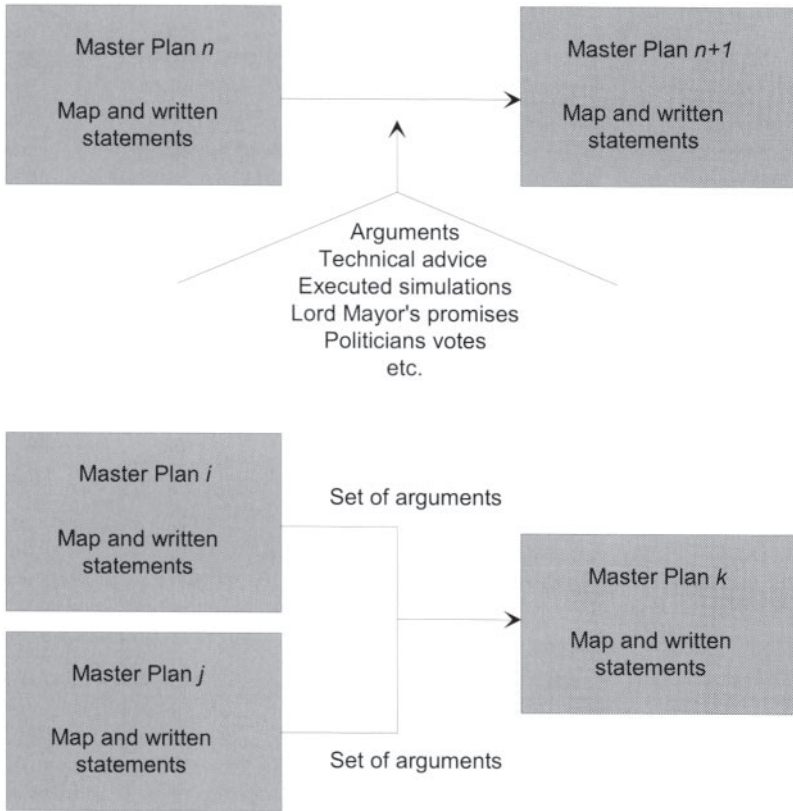 Master Plan n
Map and written
statements
Master Plan n+1
Map and written
statements
Arguments
Technical advice
Executed simulations
Lord Mayor's promises
Politicians votes
etc.
Master Plan i
Map and written
statements
Set of arguments
Master Plan k
Map and written
statements
Master Plan j
Map and written
statements
Set of arguments